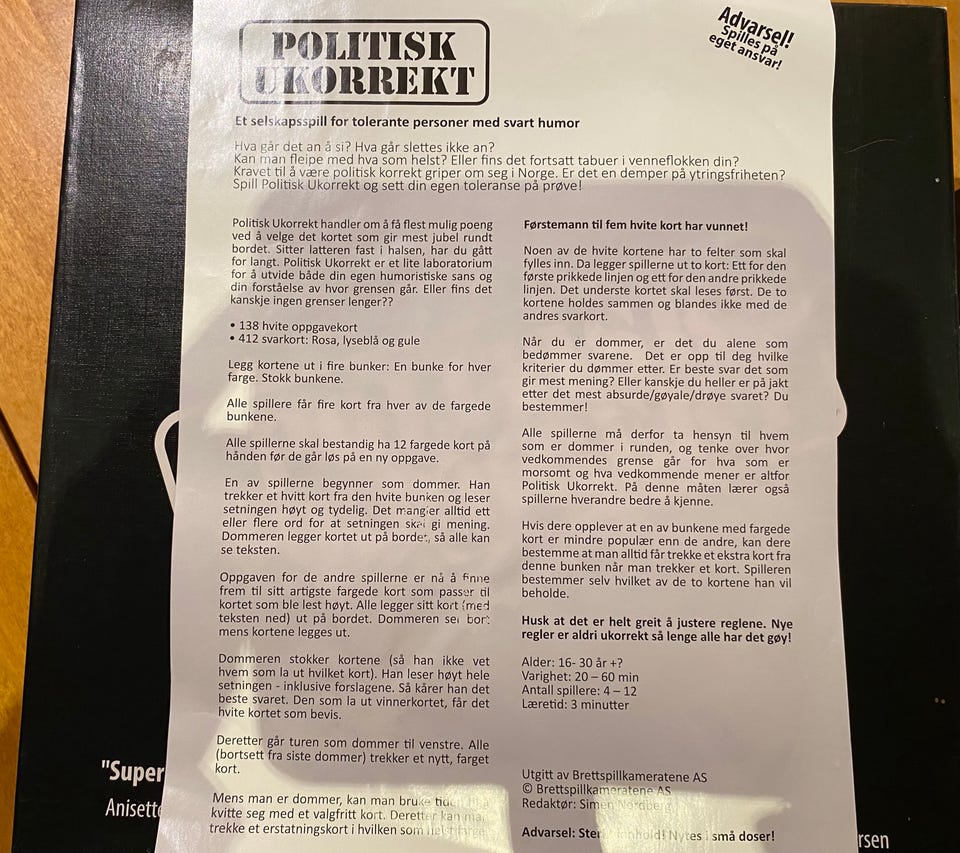 POLITISK
UKORREKT
Advarsel!
Spilles på
eget ansvar!
Et selskapsspill for tolerante personer med svart humor
Hva går det an å si? Hva går slettes ikke an?
Kan man fleipe med hva som helst? Eller fins det fortsatt tabuer i venneflokken din?
Kravet til å være politisk korrekt griper om seg i Norge. Er det en demper på ytringsfriheten?
Spill Politisk Ukorrekt og sett din egen toleranse på prøve!
Politisk Ukorrekt handler om å få flest mulig poeng
ved å velge det kortet som gir mest jubel rundt
bordet. Sitter latteren fast i halsen, har du gått
for langt. Politisk Ukorrekt er et lite laboratorium
for å utvide både din egen humoristiske sans og
din forståelse av hvor grensen går. Eller fins det
kanskje ingen grenser lenger??
• 138 hvite oppgavekort
• 412 svarkort: Rosa, lyseblå og gule
Legg kortene ut i fire bunker: En bunke for hver
farge. Stokk bunkene.
Alle spillere får fire kort fra hver av de fargede
bunkene.
Alle spillerne skal bestandig ha 12 fargede kort på
hånden før de går løs på en ny oppgave.
En av spillerne begynner som dommer. Han
trekker et hvitt kort fra den hvite bunken og leser
setningen høyt og tydelig. Det mangler alltid ett
eller flere ord for at setningen skal gi mening.
Dommeren legger kortet ut på bordet, så alle kan
se teksten.
Oppgaven for de andre spillerne er nå å finne
frem til sitt artigste fargede kort som passer til
kortet som ble lest høyt. Alle legger sitt kort (med
teksten ned) ut på bordet. Dommeren ser bort
mens kortene legges ut.
Dommeren stokker kortene (så han ikke vet
hvem som la ut hvilket kort). Han leser høyt hele
setningen - inklusive forslagene. Så kårer han det
beste svaret. Den som la ut vinnerkortet, får det
hvite kortet som bevis.
Deretter går turen som dommer til venstre. Alle
(bortsett fra siste dommer) trekker et nytt, farget
kort.
Mens man er dommer, kan man bruke tiden til å
kvitte seg med et valgfritt kort. Deretter kan man
trekke et erstatningskort i hvilken som helst farge.
Førstemann til fem hvite kort har vunnet!
Noen av de hvite kortene har to felter som skal
fylles inn. Da legger spillerne ut to kort: Ett for den
første prikkede linjen og ett for den andre prikkede
linjen. Det underste kortet skal leses først. De to
kortene holdes sammen og blandes ikke med de
andres svarkort.
Når du er dommer, er det du alene som
bedømmer svarene. Det er opp til deg hvilke
kriterier du dømmer etter. Er beste svar det som
gir mest mening? Eller kanskje du heller er på jakt
etter det mest absurde/gøyale/drøye svaret? Du
bestemmer!
Alle spillerne må derfor ta hensyn til hvem
som er dommer i runden, og tenke over hvor
vedkommendes grense går for hva som er
morsomt og hva vedkommende mener er altfor
Politisk Ukorrekt. På denne måten lærer også
spillerne hverandre bedre å kjenne.
Hvis dere opplever at en av bunkene med fargede
kort er mindre populær enn de andre, kan dere
bestemme at man alltid får trekke et ekstra kort fra
denne bunken når man trekker et kort. Spilleren
bestemmer selv hvilket av de to kortene han vil
beholde.
Husk at det er helt greit å justere reglene. Nye
regler er aldri ukorrekt så lenge alle har det gøy!
Alder: 16- 30 år +?
Varighet: 20 – 60 min
Antall spillere: 4 – 12
Læretid: 3 minutter
Utgitt av Brettspillkameratene AS
© Brettspillkameratene AS
Redaktør: Simen Nordberg
Advarsel: innhold! Nytes i små doser!
"Super
Anisette
rsen